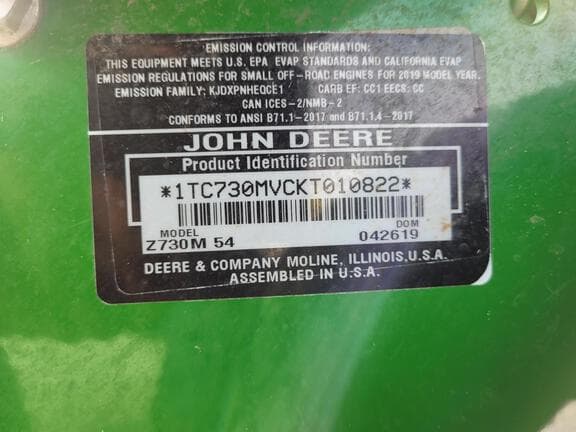 EMISSION CONTROL INFORMATION:
THIS EQUIPMENT MEETS U.S. EPA EVAP STANDARDS AND CALIFORNIA EVAP
EMISSION REGULATIONS FOR SMALL OFF-ROAD ENGINES FOR 2019 MODEL YEAR.
EMISSION FAMILY: KJDXPNHEQCE1 CARB EF: CC1 EECS: CC
CAN ICES-2/NMB-2
CONFORMS TO ANSI B71.1-2017 and B71.1.4-2017
JOHN DEERE
Product Identification Number
*1TC730MVCKT010822*
MODEL DOM
Z730M 54 042619
DEERE & COMPANY MOLINE, ILLINOIS,U.S.A.
ASSEMBLED IN U.S.A.